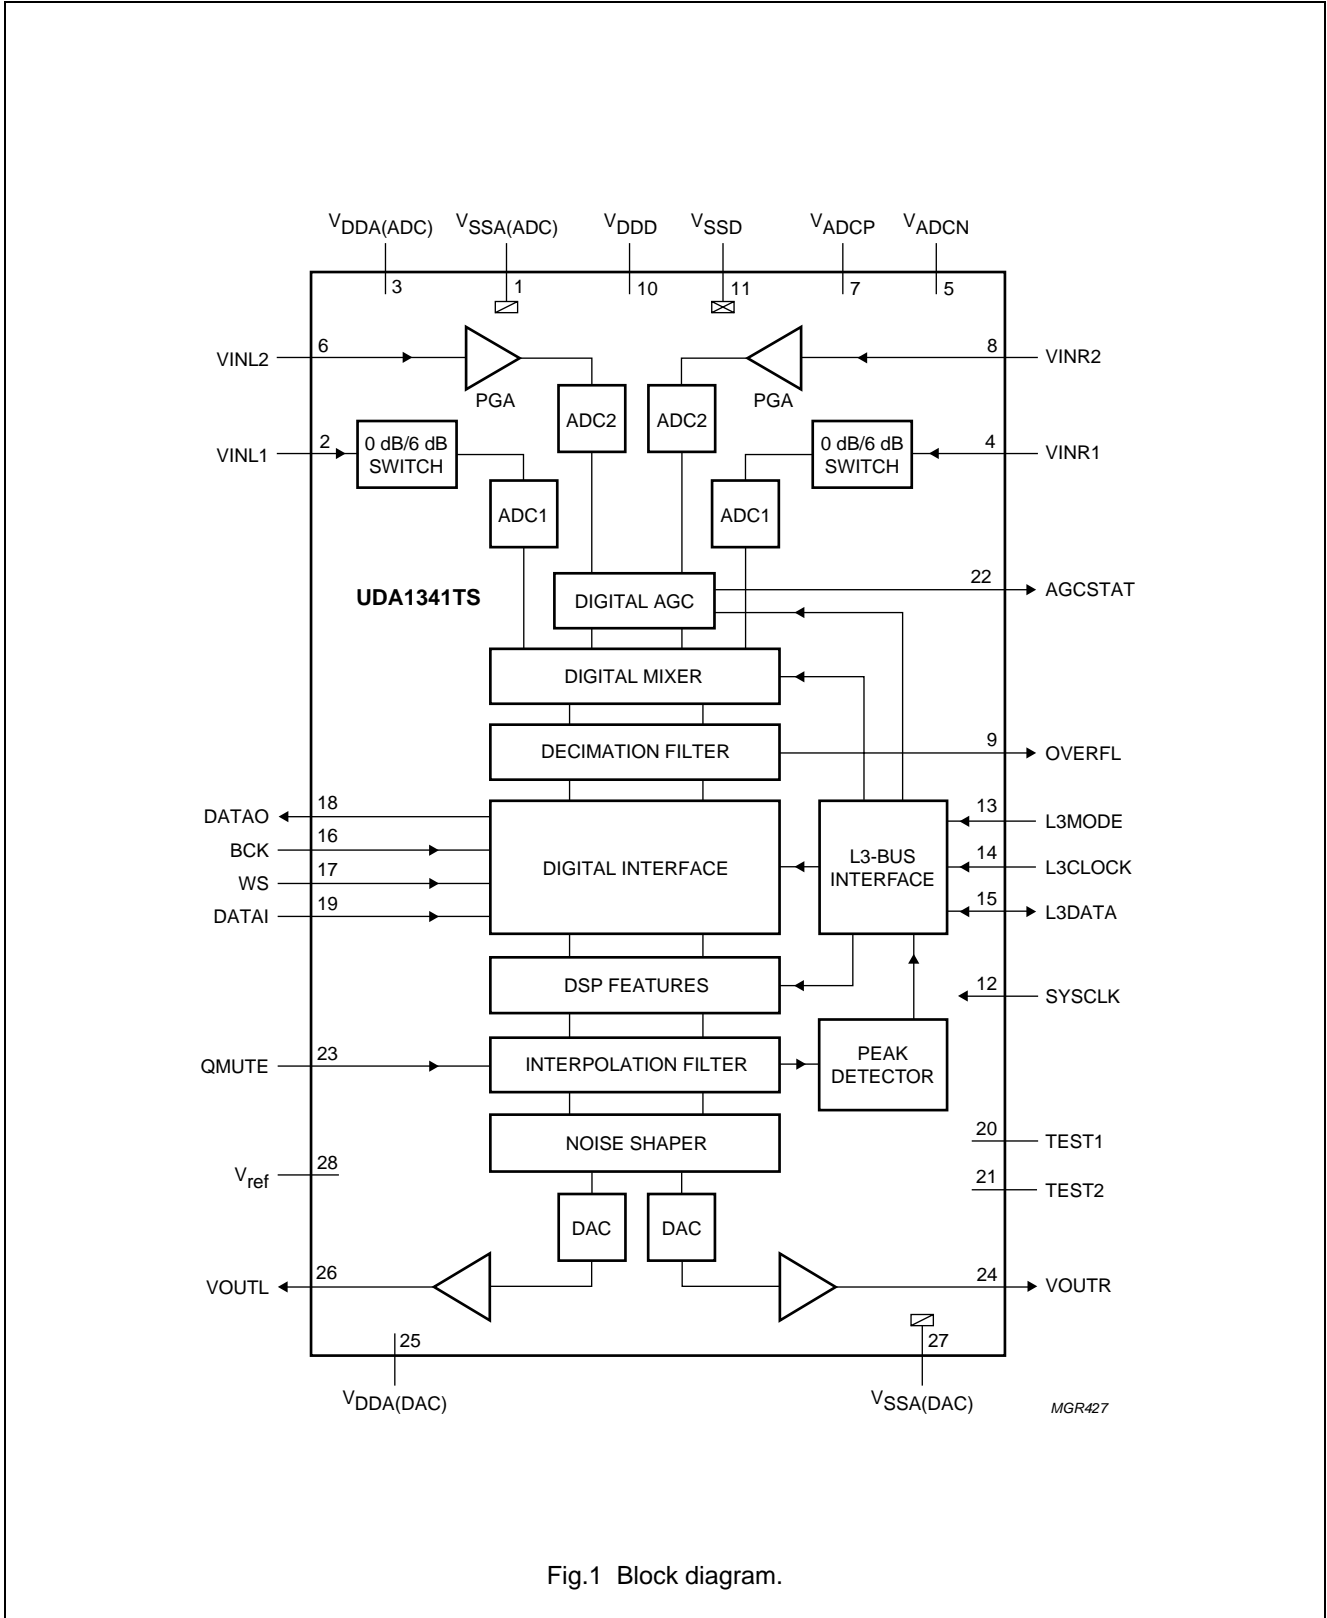 VDDA(ADC) VSSA(ADC) VDDD VSSD VADCP VADCN
3 1 10 11 7 5
VINL2 6 8 VINR2
PGA PGA
ADC2 ADC2
VINL1 2 0 dB/6 dB 0 dB/6 dB 4 VINR1
SWITCH SWITCH
ADC1 ADC1
UDA1341TS DIGITAL AGC 22 AGCSTAT
DIGITAL MIXER
DECIMATION FILTER 9 OVERFL
DATAO 18 13 L3MODE
BCK 16
WS 17
DATAI 19
DIGITAL INTERFACE
L3-BUS
INTERFACE
14 L3CLOCK
15 L3DATA
DSP FEATURES
12 SYSCLK
QMUTE 23 INTERPOLATION FILTER
PEAK
DETECTOR
NOISE SHAPER
20 TEST1
Vref 28
21 TEST2
DAC DAC
VOUTL 26 24 VOUTR
25 27
VDDA(DAC) VSSA(DAC)
MGR427
Fig.1 Block diagram.